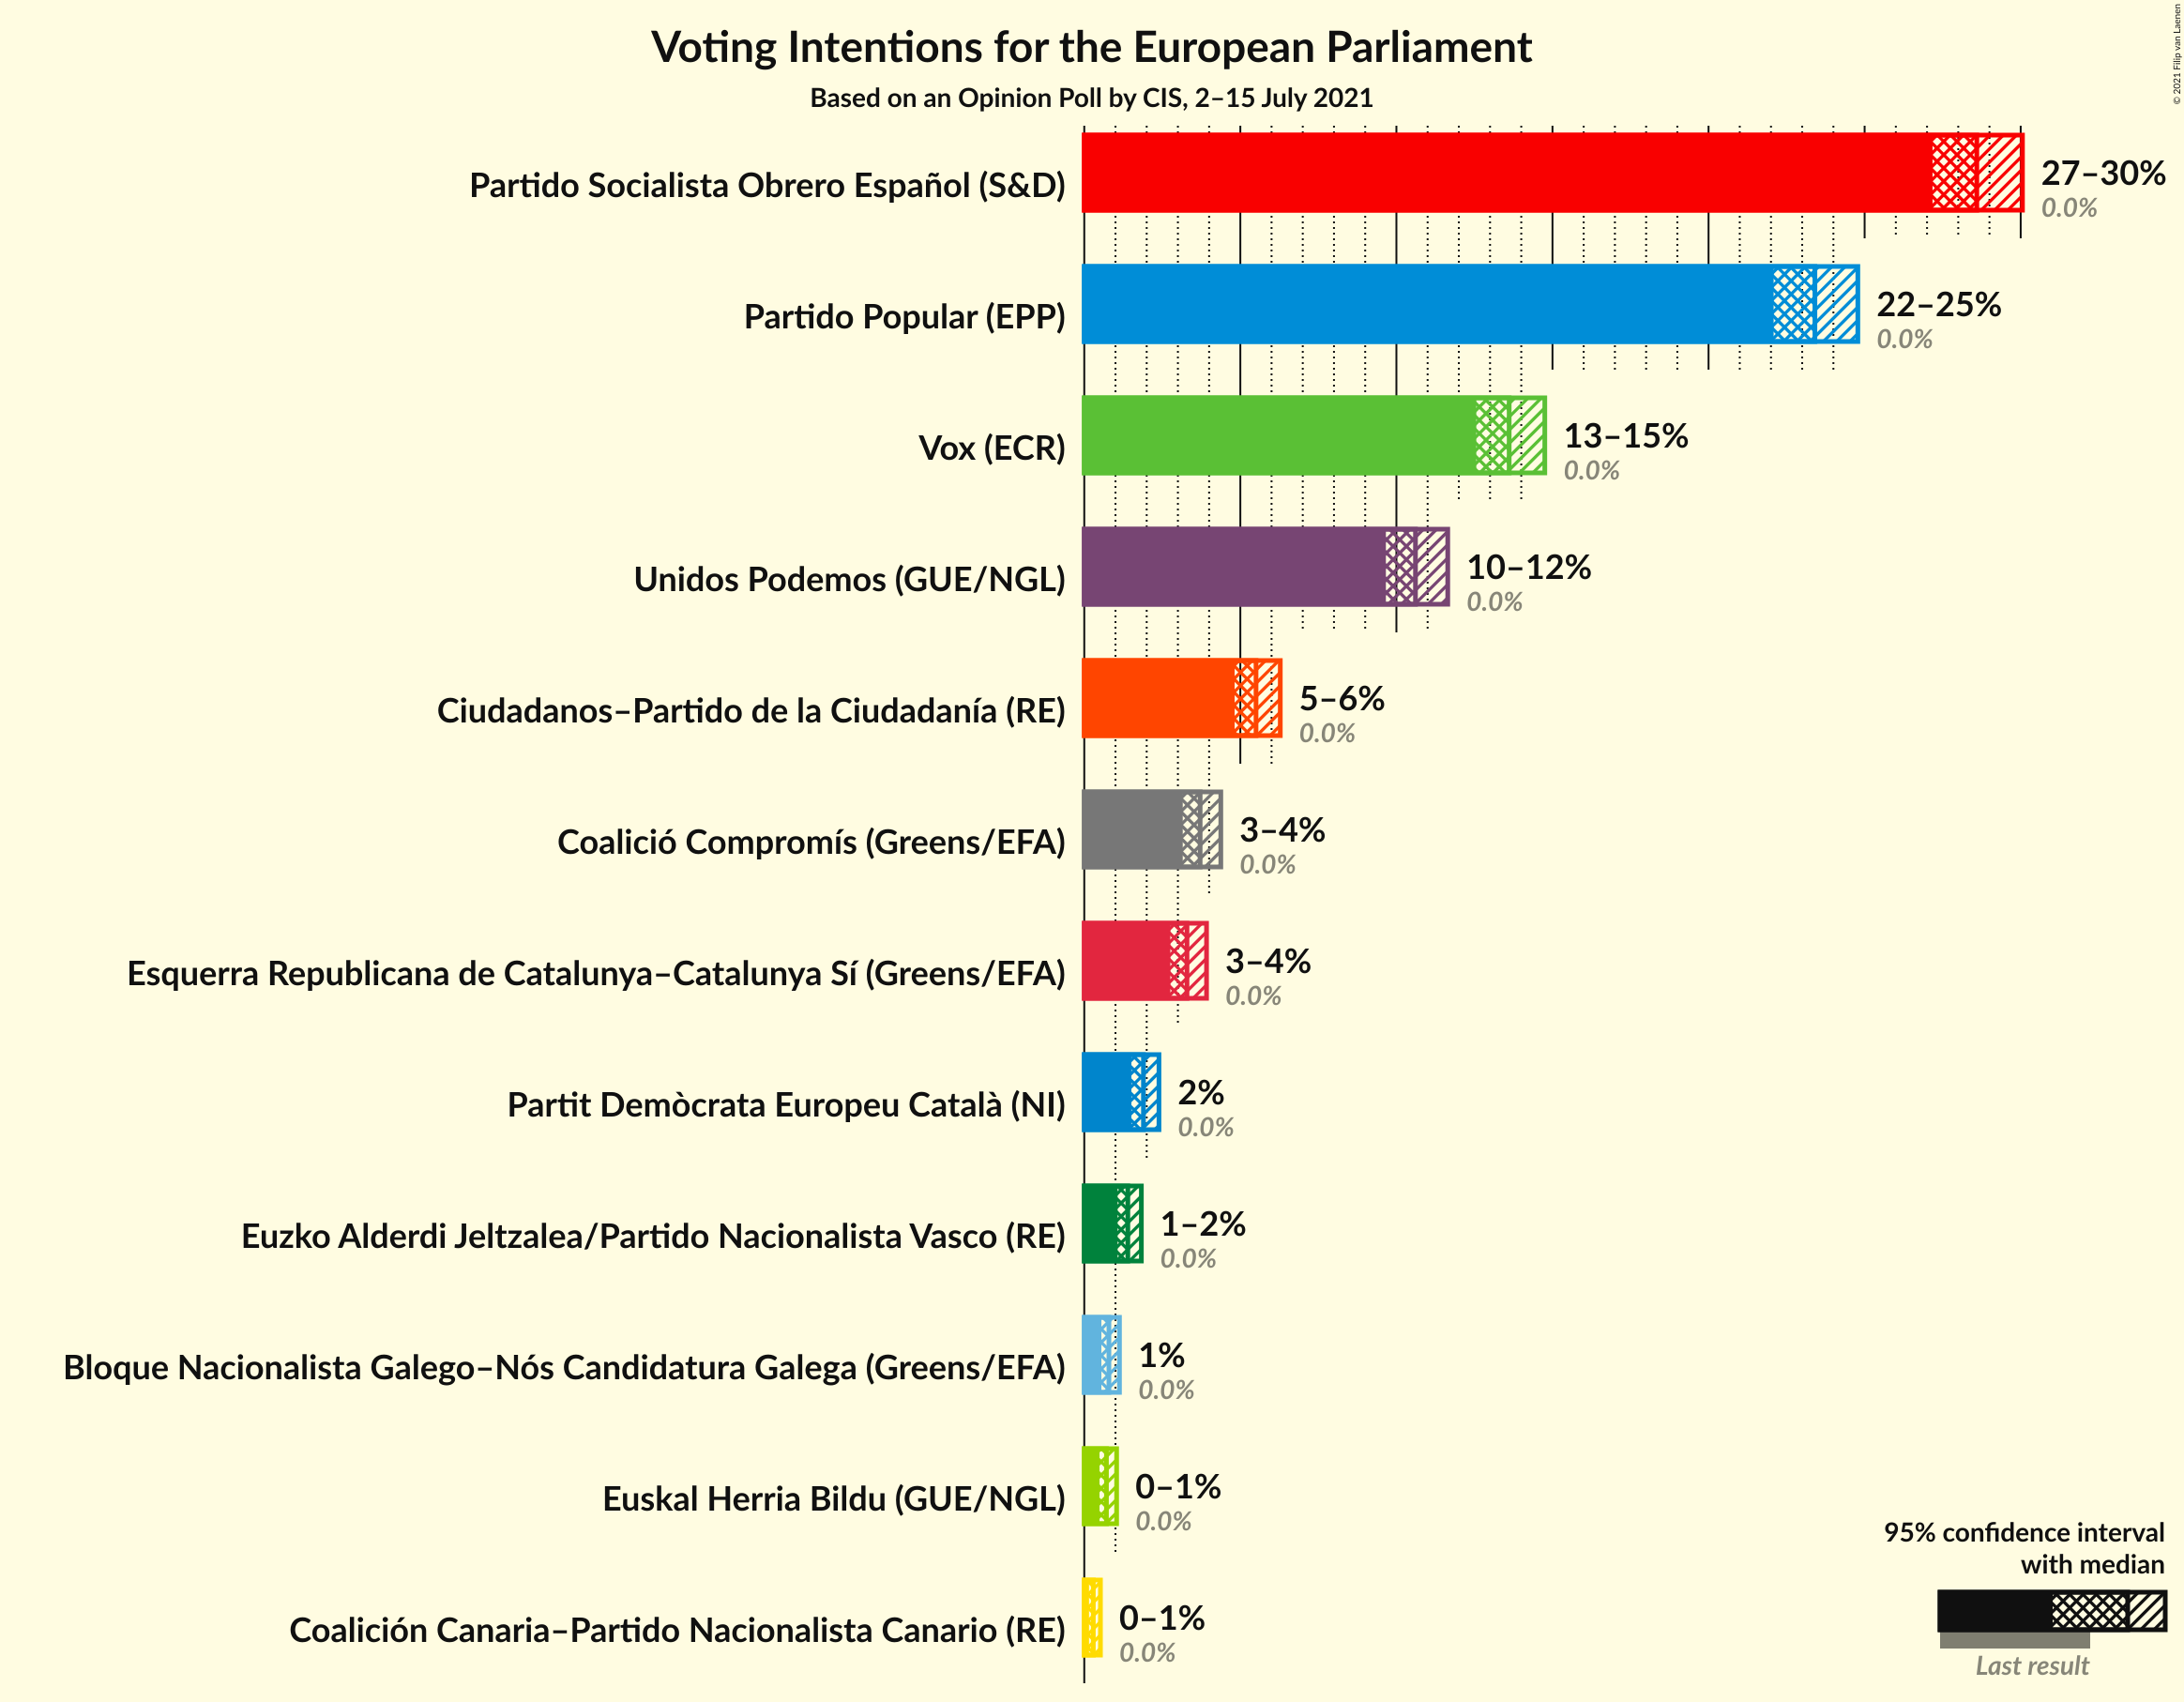 Voting Intentions for the European Parliament
Based on an Opinion Poll by CIS, 2–15 July 2021
© 2021 Filip van Laenen
Partido Socialista Obrero Español (S&D)
27–30%
0.0%
Partido Popular (EPP)
22–25%
0.0%
Vox (ECR)
13–15%
0.0%
Unidos Podemos (GUE/NGL)
10–12%
0.0%
Ciudadanos–Partido de la Ciudadanía (RE)
5–6%
0.0%
Coalició Compromís (Greens/EFA)
3–4%
0.0%
Esquerra Republicana de Catalunya–Catalunya Sí (Greens/EFA)
3–4%
0.0%
Partit Demòcrata Europeu Català (NI)
2%
0.0%
Euzko Alderdi Jeltzalea/Partido Nacionalista Vasco (RE)
1–2%
0.0%
Bloque Nacionalista Galego–Nós Candidatura Galega (Greens/EFA)
1%
0.0%
Euskal Herria Bildu (GUE/NGL)
0–1%
0.0%
Coalición Canaria–Partido Nacionalista Canario (RE)
0–1%
0.0%
95% confidence interval
with median
Last result